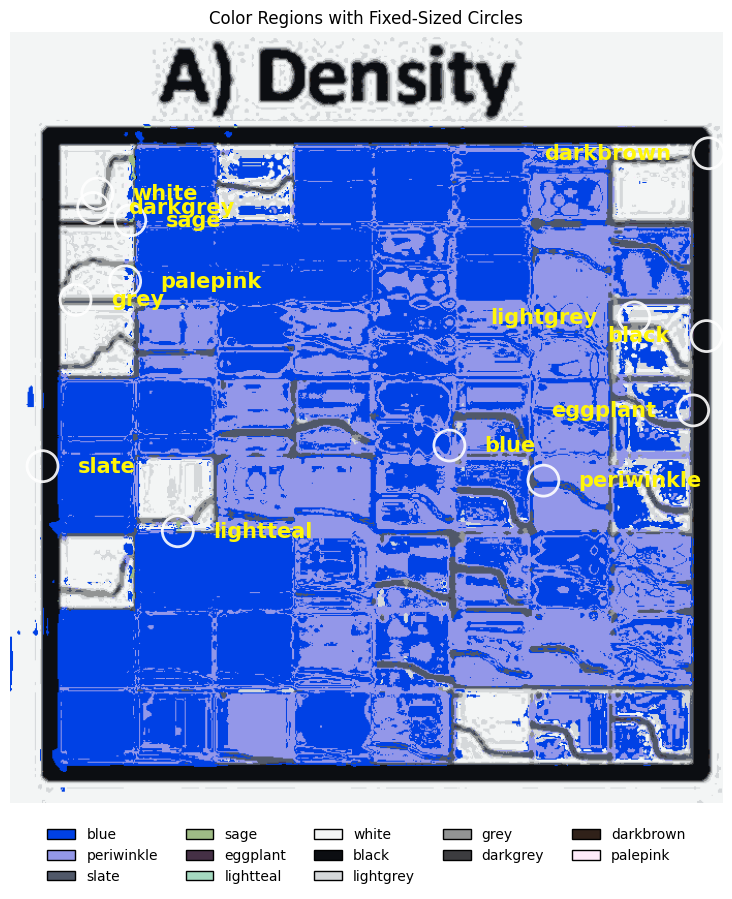 Color Regions with Fixed-Sized Circles
A) Density
darkbrown
white
darkgrey
sage
palepink
grey
lightgrey
black
eggplant
blue
slate
periwinkle
lightteal
blue sage white grey darkbrown
periwinkle eggplant black darkgrey palepink
slate lightteal lightgrey